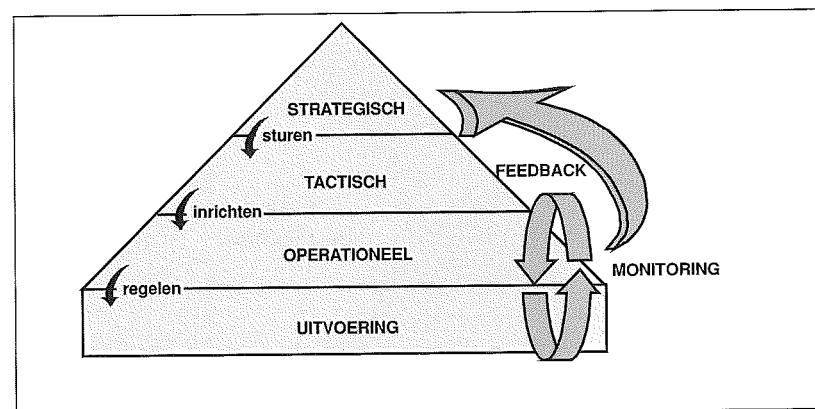 STRATEGISCH
sturen
FEEDBACK
TACTISCH
inrichten
OPERATIONEEL
MONITORING
regelen
UITVOERING